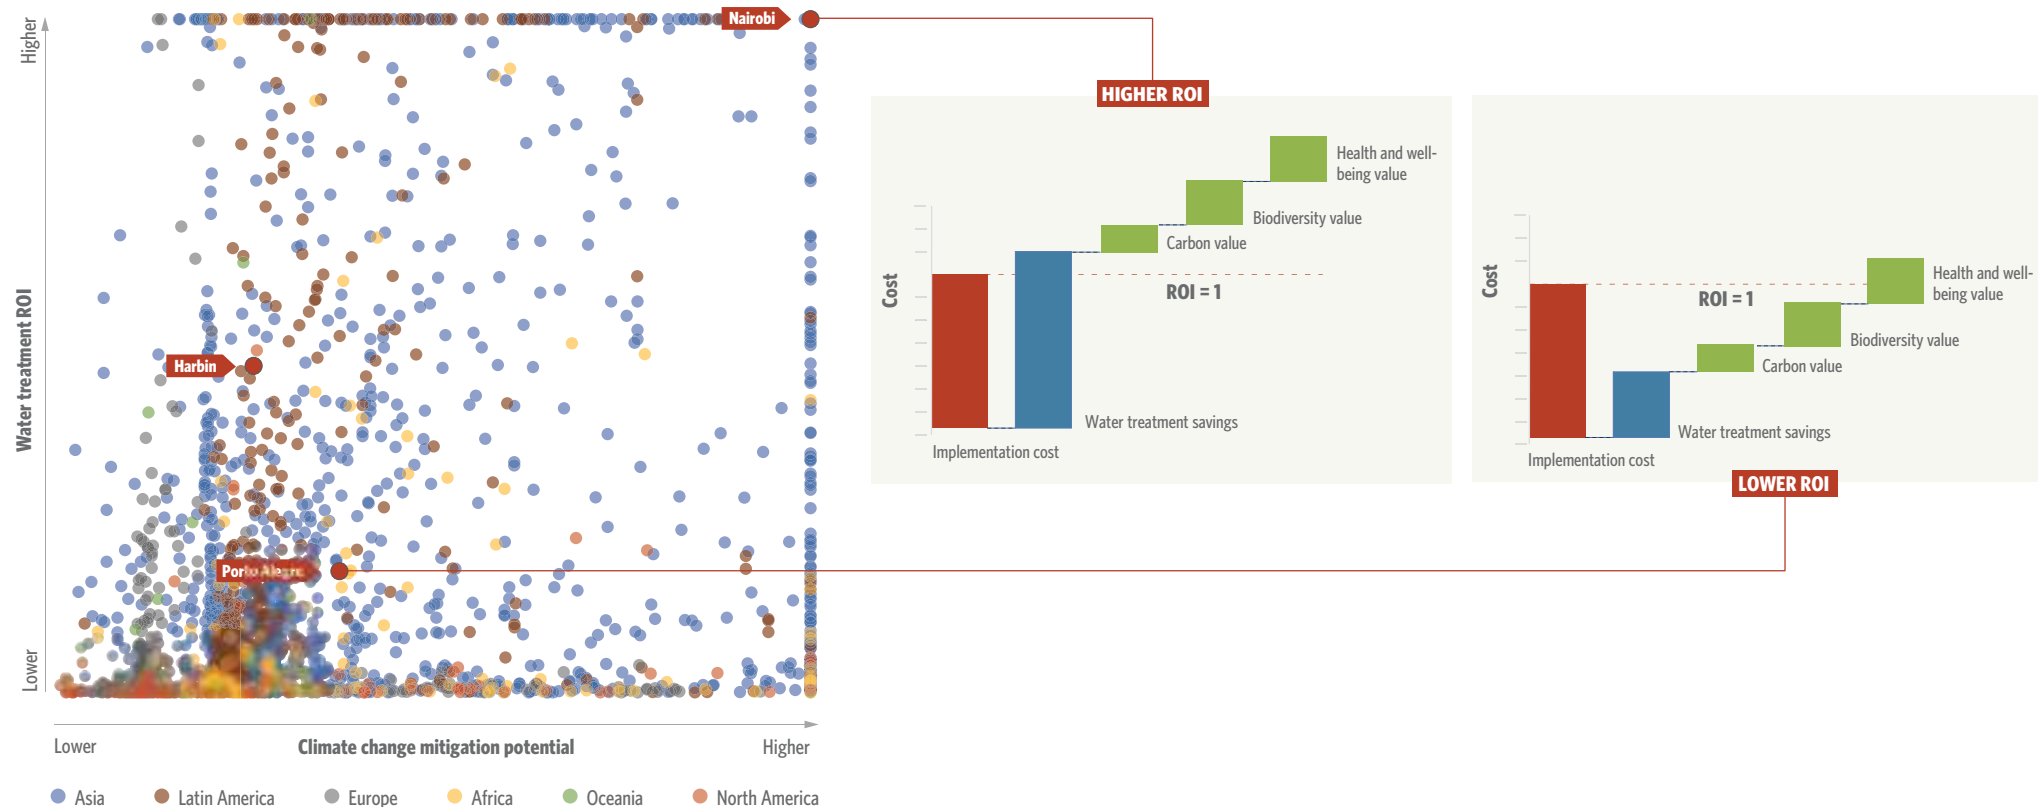 Higher
Water treatment ROI
Lower
Nairobi
Harbin
Porto Alegre
Lower
Climate change mitigation potential
Higher
Asia
Latin America
Europe
Africa
Oceania
North America
HIGHER ROI
Cost
Health and well-
being value
Biodiversity value
Carbon value
ROI = 1
Water treatment savings
Implementation cost
Cost
Health and well-
being value
ROI = 1
Biodiversity value
Carbon value
Water treatment savings
Implementation cost
LOWER ROI